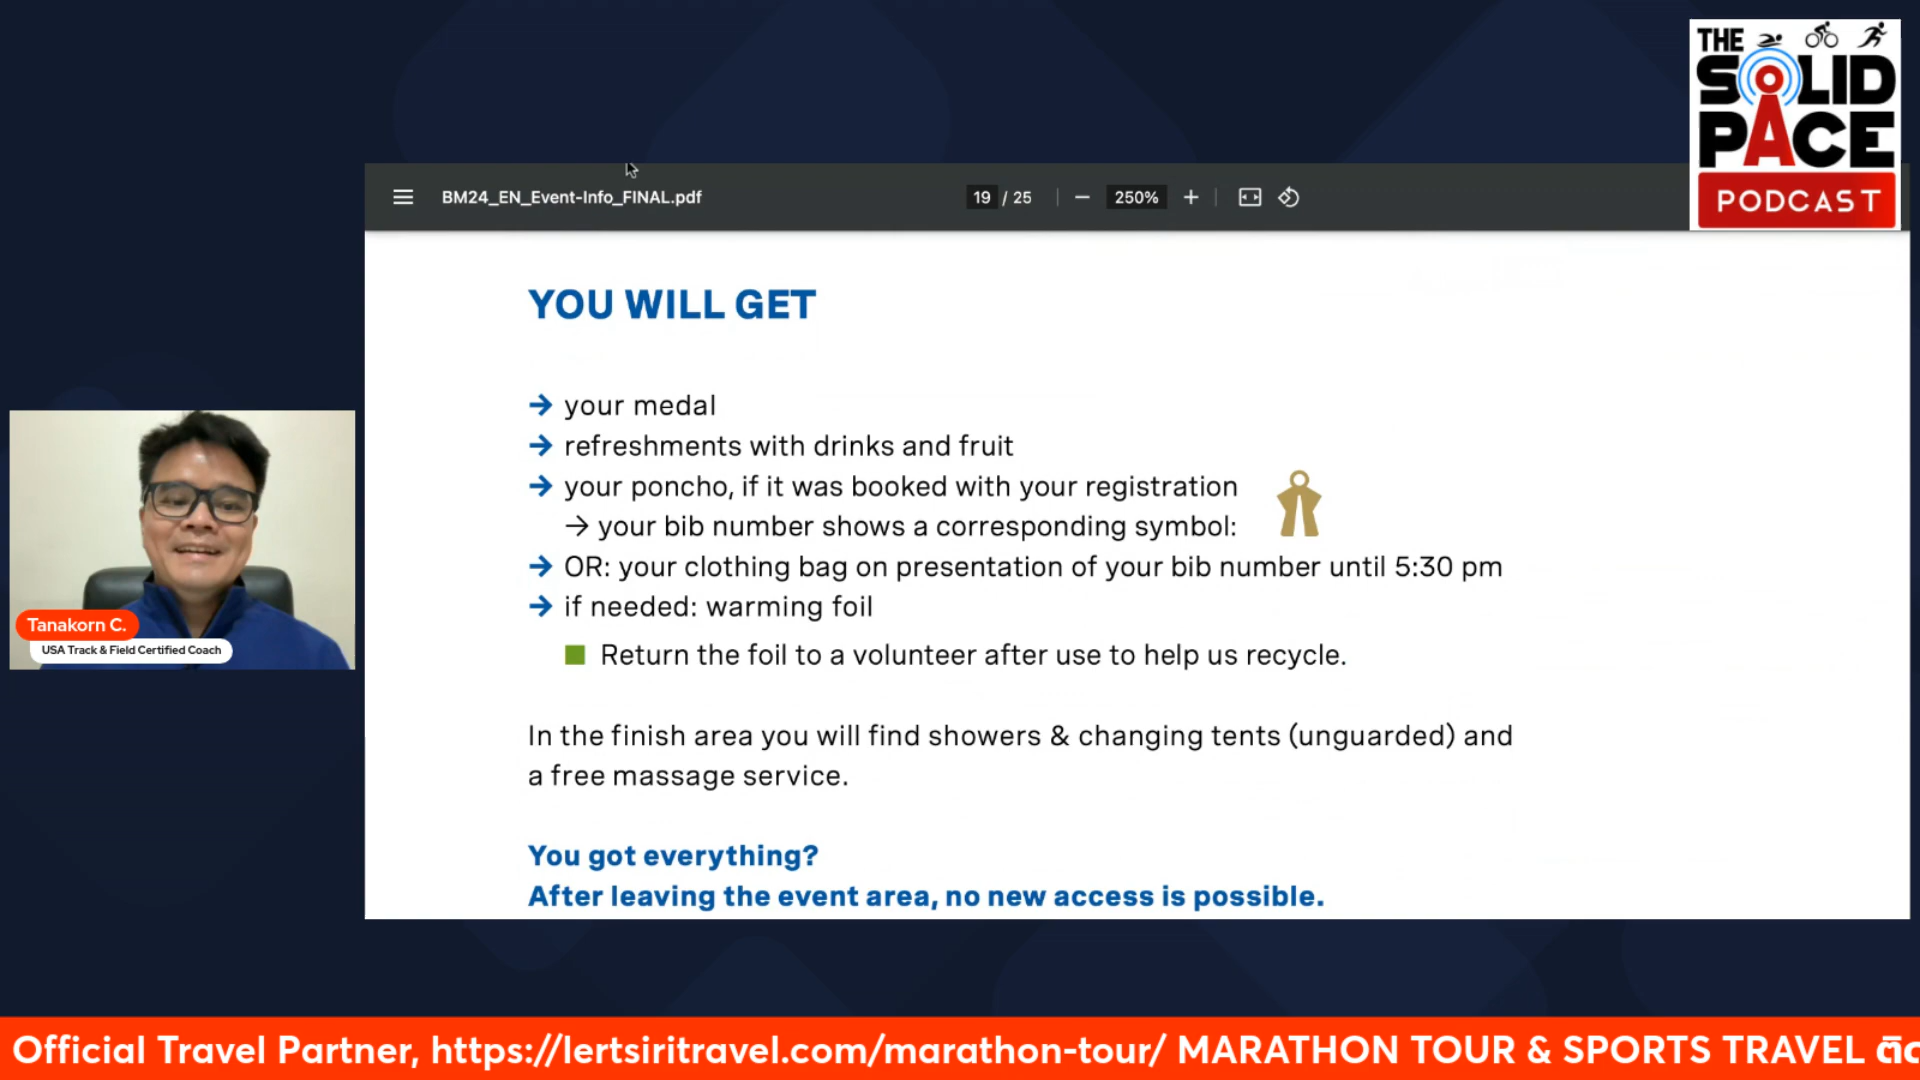 THE
SOLID
PACE
PODCAST
BM24_EN_Event-Info_FINAL.pdf
19 / 25
250%
YOU WILL GET
→ your medal
→ refreshments with drinks and fruit
→ your poncho, if it was booked with your registration
→ your bib number shows a corresponding symbol:
→ OR: your clothing bag on presentation of your bib number until 5:30 pm
→ if needed: warming foil
Return the foil to a volunteer after use to help us recycle.
In the finish area you will find showers & changing tents (unguarded) and
a free massage service.
You got everything?
After leaving the event area, no new access is possible.
Tanakorn C.
USA Track & Field Certified Coach
Official Travel Partner, https://lertsiritravel.com/marathon-tour/ MARATHON TOUR & SPORTS TRAVEL